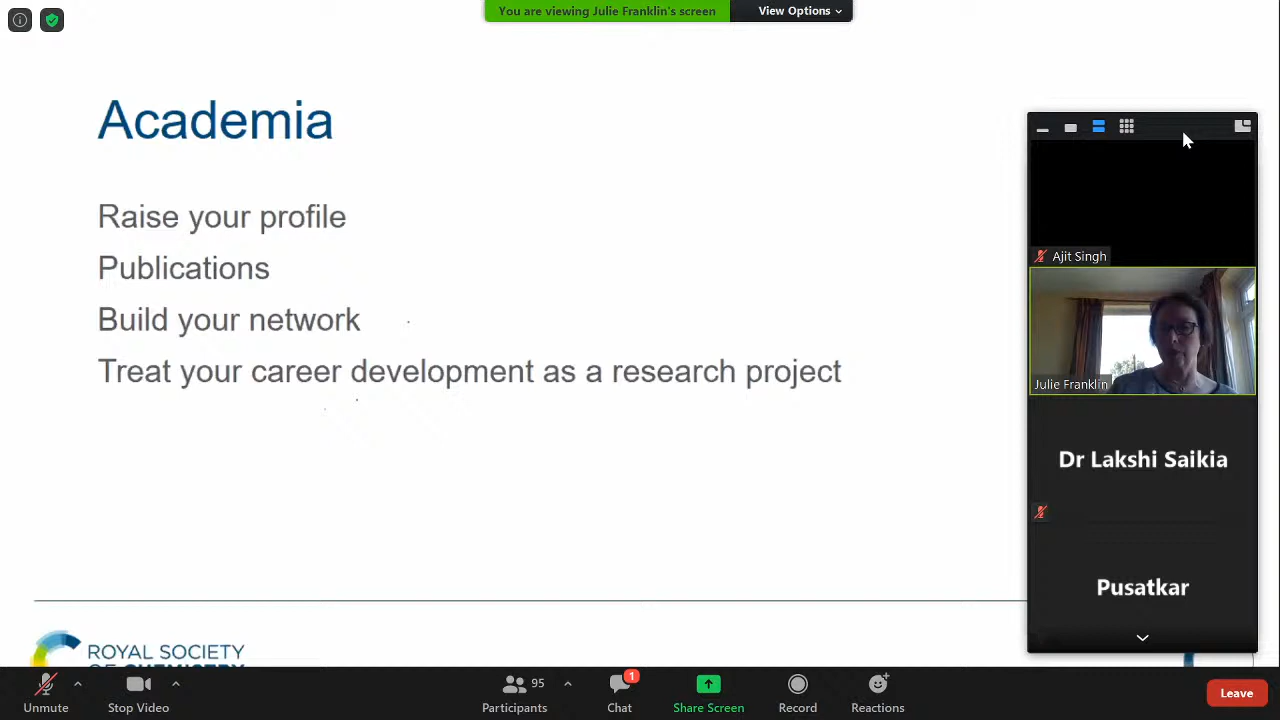 You are viewing Julie Franklin's screen
View Options
Academia
Raise your profile
Publications
Build your network
Treat your career development as a research project
Ajit Singh
Julie Franklin
Dr Lakshi Saikia
Pusatkar
ROYAL SOCIETY
OF CHEMISTRY
Unmute
Stop Video
95
Participants
1
Chat
Share Screen
Record
Reactions
Leave